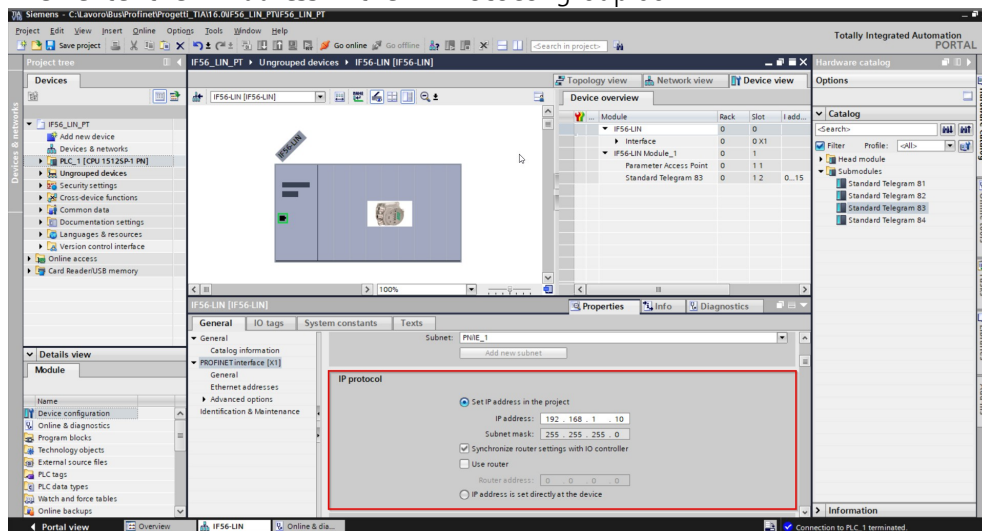 Siemens - C:\Lavoro\Bus\Profinet\Progetti_TIA\16.0\IF56_LIN_PT\IF56_LIN_PT
Project Edit View Insert Online Options Tools Window Help
Totally Integrated Automation
PORTAL
Save project
Go online
Go offline
<Search in project>
Project tree
IF56_LIN_PT ▸ Ungrouped devices ▸ IF56-LIN [IF56-LIN]
Hardware catalog
Devices
Topology view
Network view
Device view
Options
IF56-LIN [IF56-LIN]
Device overview
IF56_LIN_PT
Add new device
Devices & networks
PLC_1 [CPU 1512SP-1 PN]
Ungrouped devices
Security settings
Cross-device functions
Common data
Documentation settings
Languages & resources
Version control interface
Online access
Card Reader/USB memory
Devices & networks
IF56-LIN
... Module Rack Slot I add...
IF56-LIN 0 0
Interface 0 0 X1
IF56-LIN Module_1 0 1
Parameter Access Point 0 1 1
Standard Telegram 83 0 1 2 0...15
Catalog
<Search>
Filter Profile: <All>
Head module
Submodules
Standard Telegram 81
Standard Telegram 82
Standard Telegram 83
Standard Telegram 84
100%
IF56-LIN [IF56-LIN]
Properties
Info
Diagnostics
General IO tags System constants Texts
General
Catalog information
PROFINET interface [X1]
General
Ethernet addresses
Advanced options
Identification & Maintenance
Subnet: PN/IE_1
Add new subnet
IP protocol
Set IP address in the project
IP address: 192 . 168 . 1 . 10
Subnet mask: 255 . 255 . 255 . 0
Synchronize router settings with IO controller
Use router
Router address: 0 . 0 . 0 . 0
IP address is set directly at the device
Details view
Module
Name
Device configuration
Online & diagnostics
Program blocks
Technology objects
External source files
PLC tags
PLC data types
Watch and force tables
Online backups
Information
Portal view
Overview
IF56-LIN
Online & dia...
Connection to PLC_1 terminated.